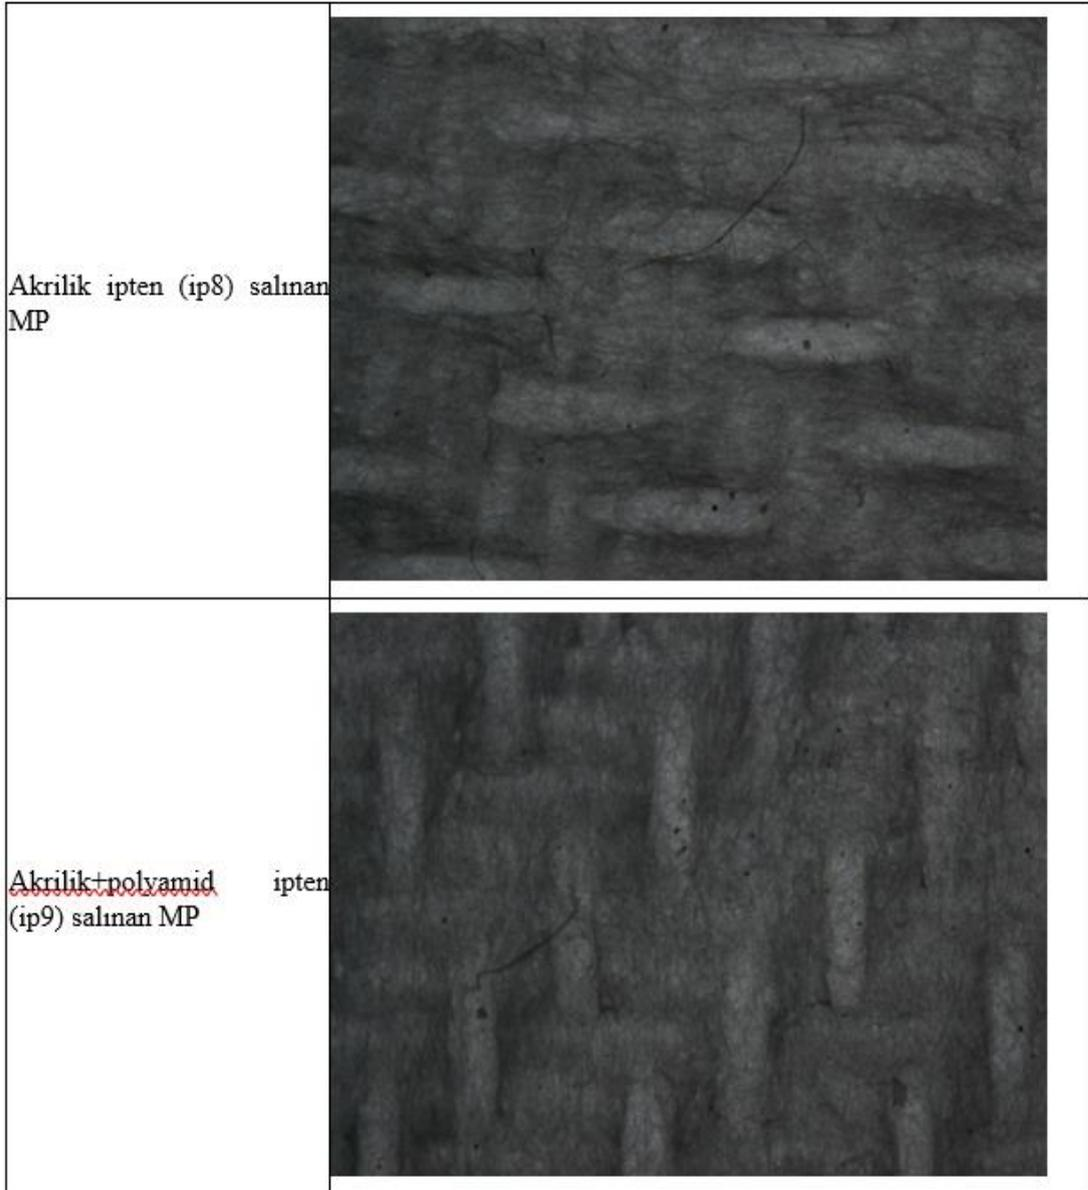 Akrilik ipten (ip8) salınan
MP
Akrilik+polyamid ipten
(ip9) salınan MP